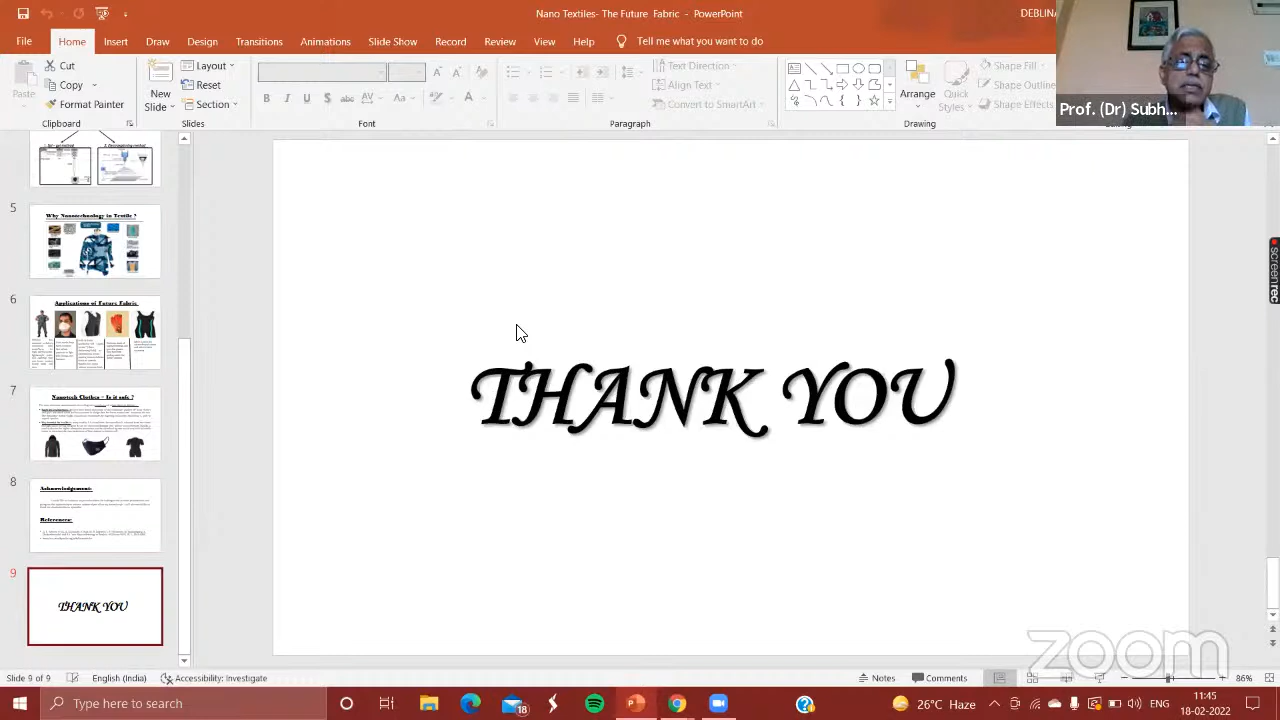 Nano Textiles- The Future Fabric - PowerPoint
DEBLINA
File Home Insert Draw Design Transitions Animations Slide Show Record Review View Help Tell me what you want to do
Paste
Cut
Copy
Format Painter
Clipboard
New Slide
Layout
Reset
Section
Slides
Font
Text Direction
Align Text
Convert to SmartArt
Paragraph
Arrange
Quick Styles
Shape Fill
Shape Outline
Shape Effects
Drawing
Prof. (Dr) Subh...
5
Why Nanotechnology in Textile ?
6
Applications of Future Fabric
7
Nanotech Clothes - Is it safe ?
8
Acknowledgement:
References:
9
THANK YOU
THANK YOU
screenrec
zoom
Slide 9 of 9 English (India) Accessibility: Investigate Notes Comments 86%
Type here to search
18
26°C Haze
ENG
11:45
18-02-2022